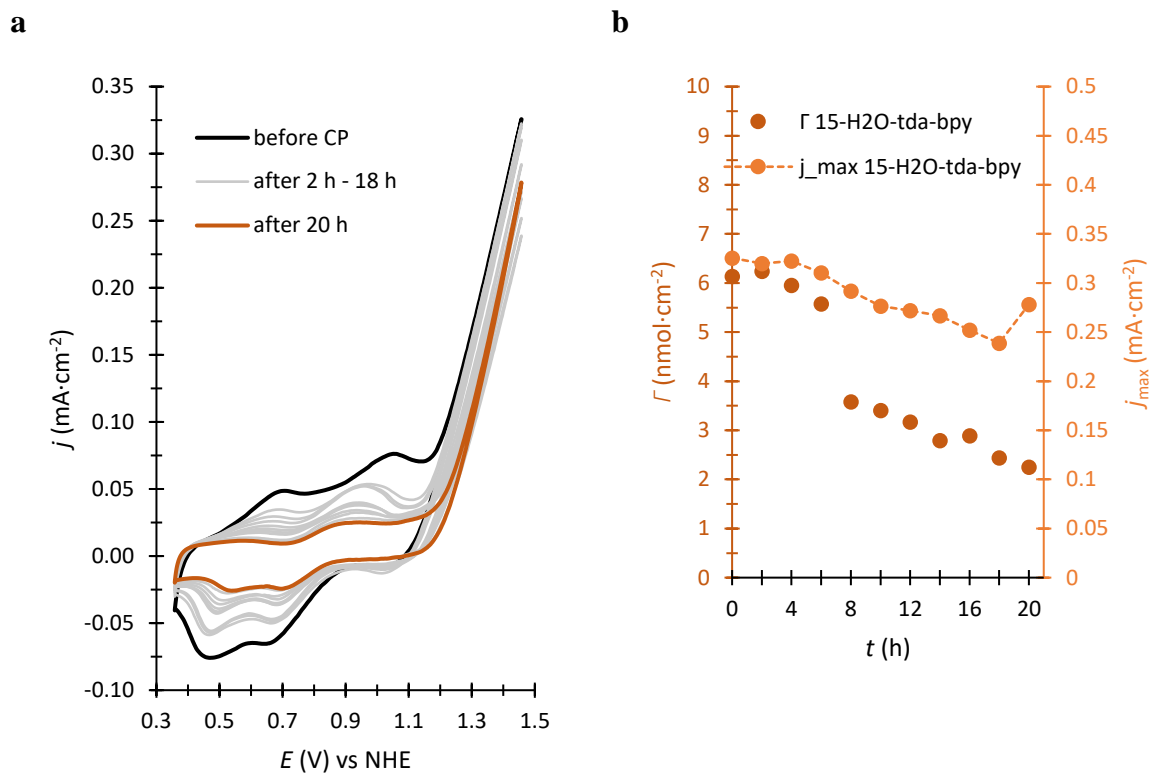 a
0.35
0.30
0.25
0.20
0.15
0.10
0.05
0.00
-0.05
-0.10
j (mA·cm-2)
before CP
after 2 h - 18 h
after 20 h
0.3 0.5 0.7 0.9 1.1 1.3 1.5
E (V) vs NHE
b
10
9
8
7
6
5
4
3
2
1
0
Γ (nmol·cm-2)
Γ 15-H2O-tda-bpy
j_max 15-H2O-tda-bpy
0.5
0.45
0.4
0.35
0.3
0.25
0.2
0.15
0.1
0.05
0
jmax (mA·cm-2)
0 4 8 12 16 20
t (h)